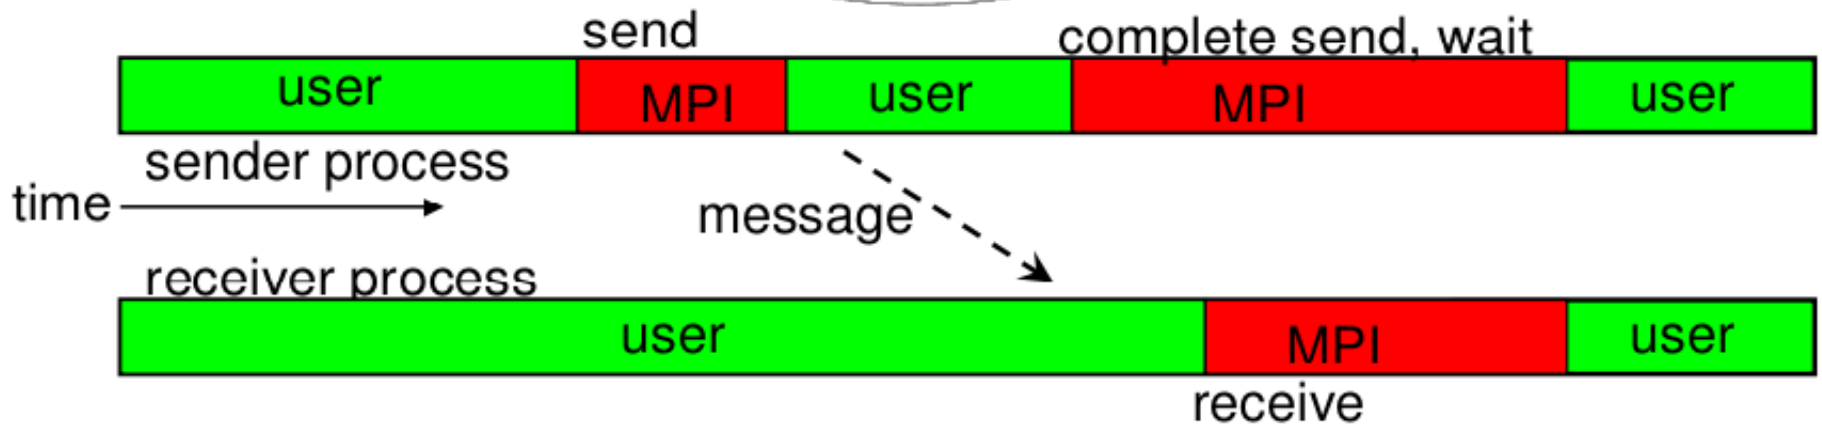 send
complete send, wait
user
MPI
user
MPI
user
sender process
time
message
receiver process
user
MPI
user
receive